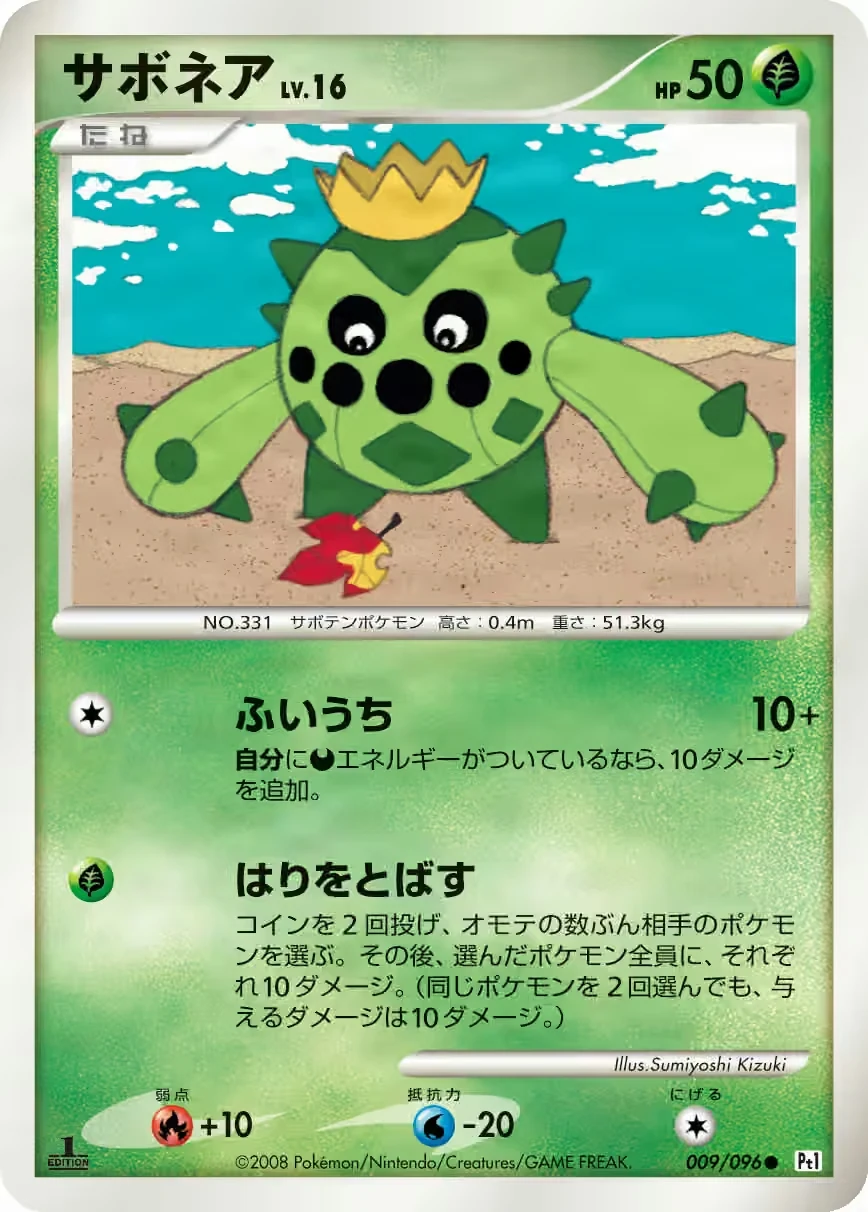 サボネア LV.16 HP 50
たね
NO.331 サボテンポケモン 高さ：0.4m 重さ：51.3kg
ふいうち 10+
自分にエネルギーがついているなら、10ダメージ
を追加。
はりをとばす
コインを2回投げ、オモテの数ぶん相手のポケモ
ンを選ぶ。その後、選んだポケモン全員に、それぞ
れ10ダメージ。（同じポケモンを2回選んでも、与
えるダメージは10ダメージ。）
Illus.Sumiyoshi Kizuki
弱点 抵抗力 にげる
+10 -20
1 EDITION
©2008 Pokémon/Nintendo/Creatures/GAME FREAK. 009/096● Pt1